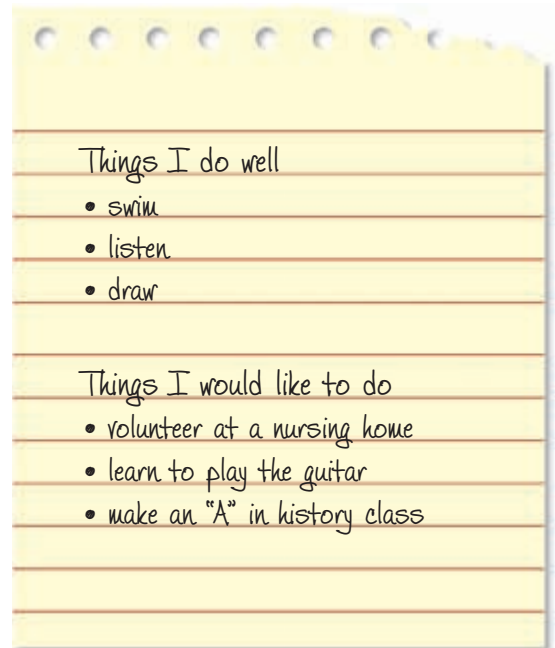 Things I do well
• swim
• listen
• draw
Things I would like to do
• volunteer at a nursing home
• learn to play the guitar
• make an “A” in history class